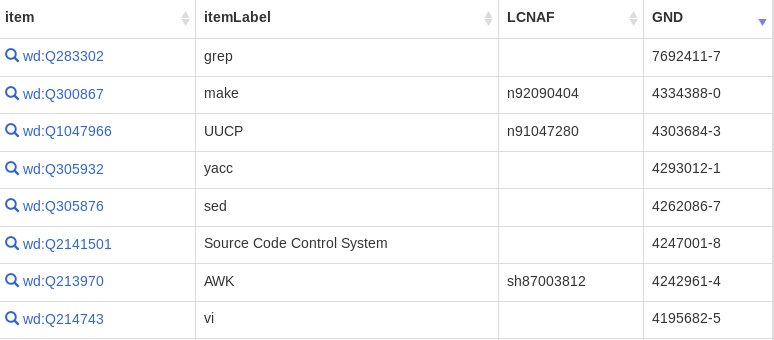 item itemLabel LCNAF GND
wd:Q283302 grep 7692411-7
wd:Q300867 make n92090404 4334388-0
wd:Q1047966 UUCP n91047280 4303684-3
wd:Q305932 yacc 4293012-1
wd:Q305876 sed 4262086-7
wd:Q2141501 Source Code Control System 4247001-8
wd:Q213970 AWK sh87003812 4242961-4
wd:Q214743 vi 4195682-5